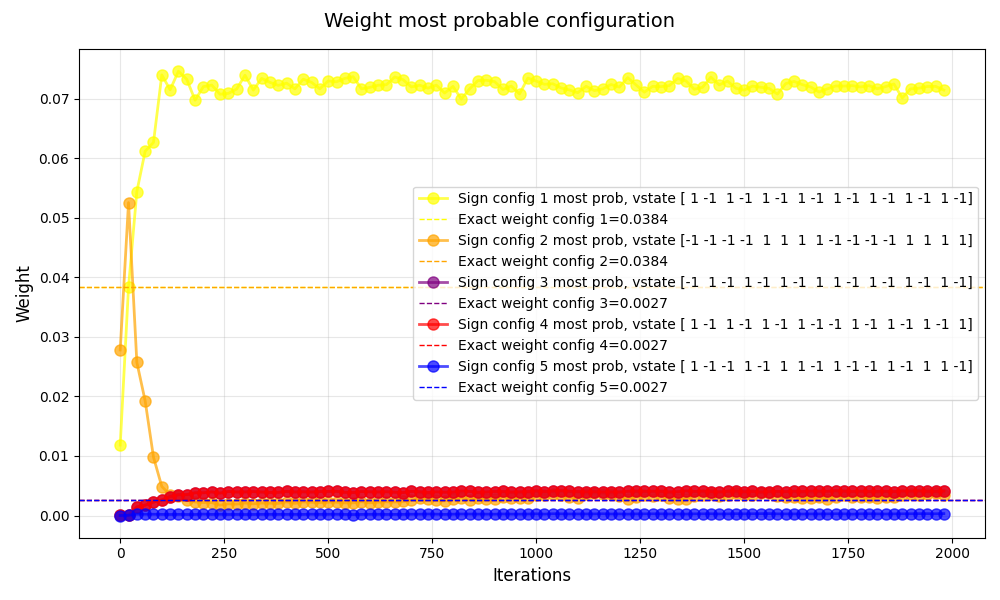 Weight most probable configuration
Weight
0.07
0.06
0.05
0.04
0.03
0.02
0.01
0.00
Sign config 1 most prob, vstate [ 1 -1  1 -1  1 -1  1 -1  1 -1  1 -1  1 -1  1 -1]
Exact weight config 1=0.0384
Sign config 2 most prob, vstate [-1 -1 -1 -1  1  1  1  1 -1 -1 -1 -1  1  1  1  1]
Exact weight config 2=0.0384
Sign config 3 most prob, vstate [-1  1  1 -1  1 -1  1 -1  1 -1  1 -1  1 -1  1 -1]
Exact weight config 3=0.0027
Sign config 4 most prob, vstate [ 1 -1  1 -1  1 -1  1 -1 -1  1 -1  1 -1  1 -1  1]
Exact weight config 4=0.0027
Sign config 5 most prob, vstate [ 1 -1 -1  1 -1  1  1 -1  1 -1 -1  1 -1  1  1 -1]
Exact weight config 5=0.0027
0 250 500 750 1000 1250 1500 1750 2000
Iterations